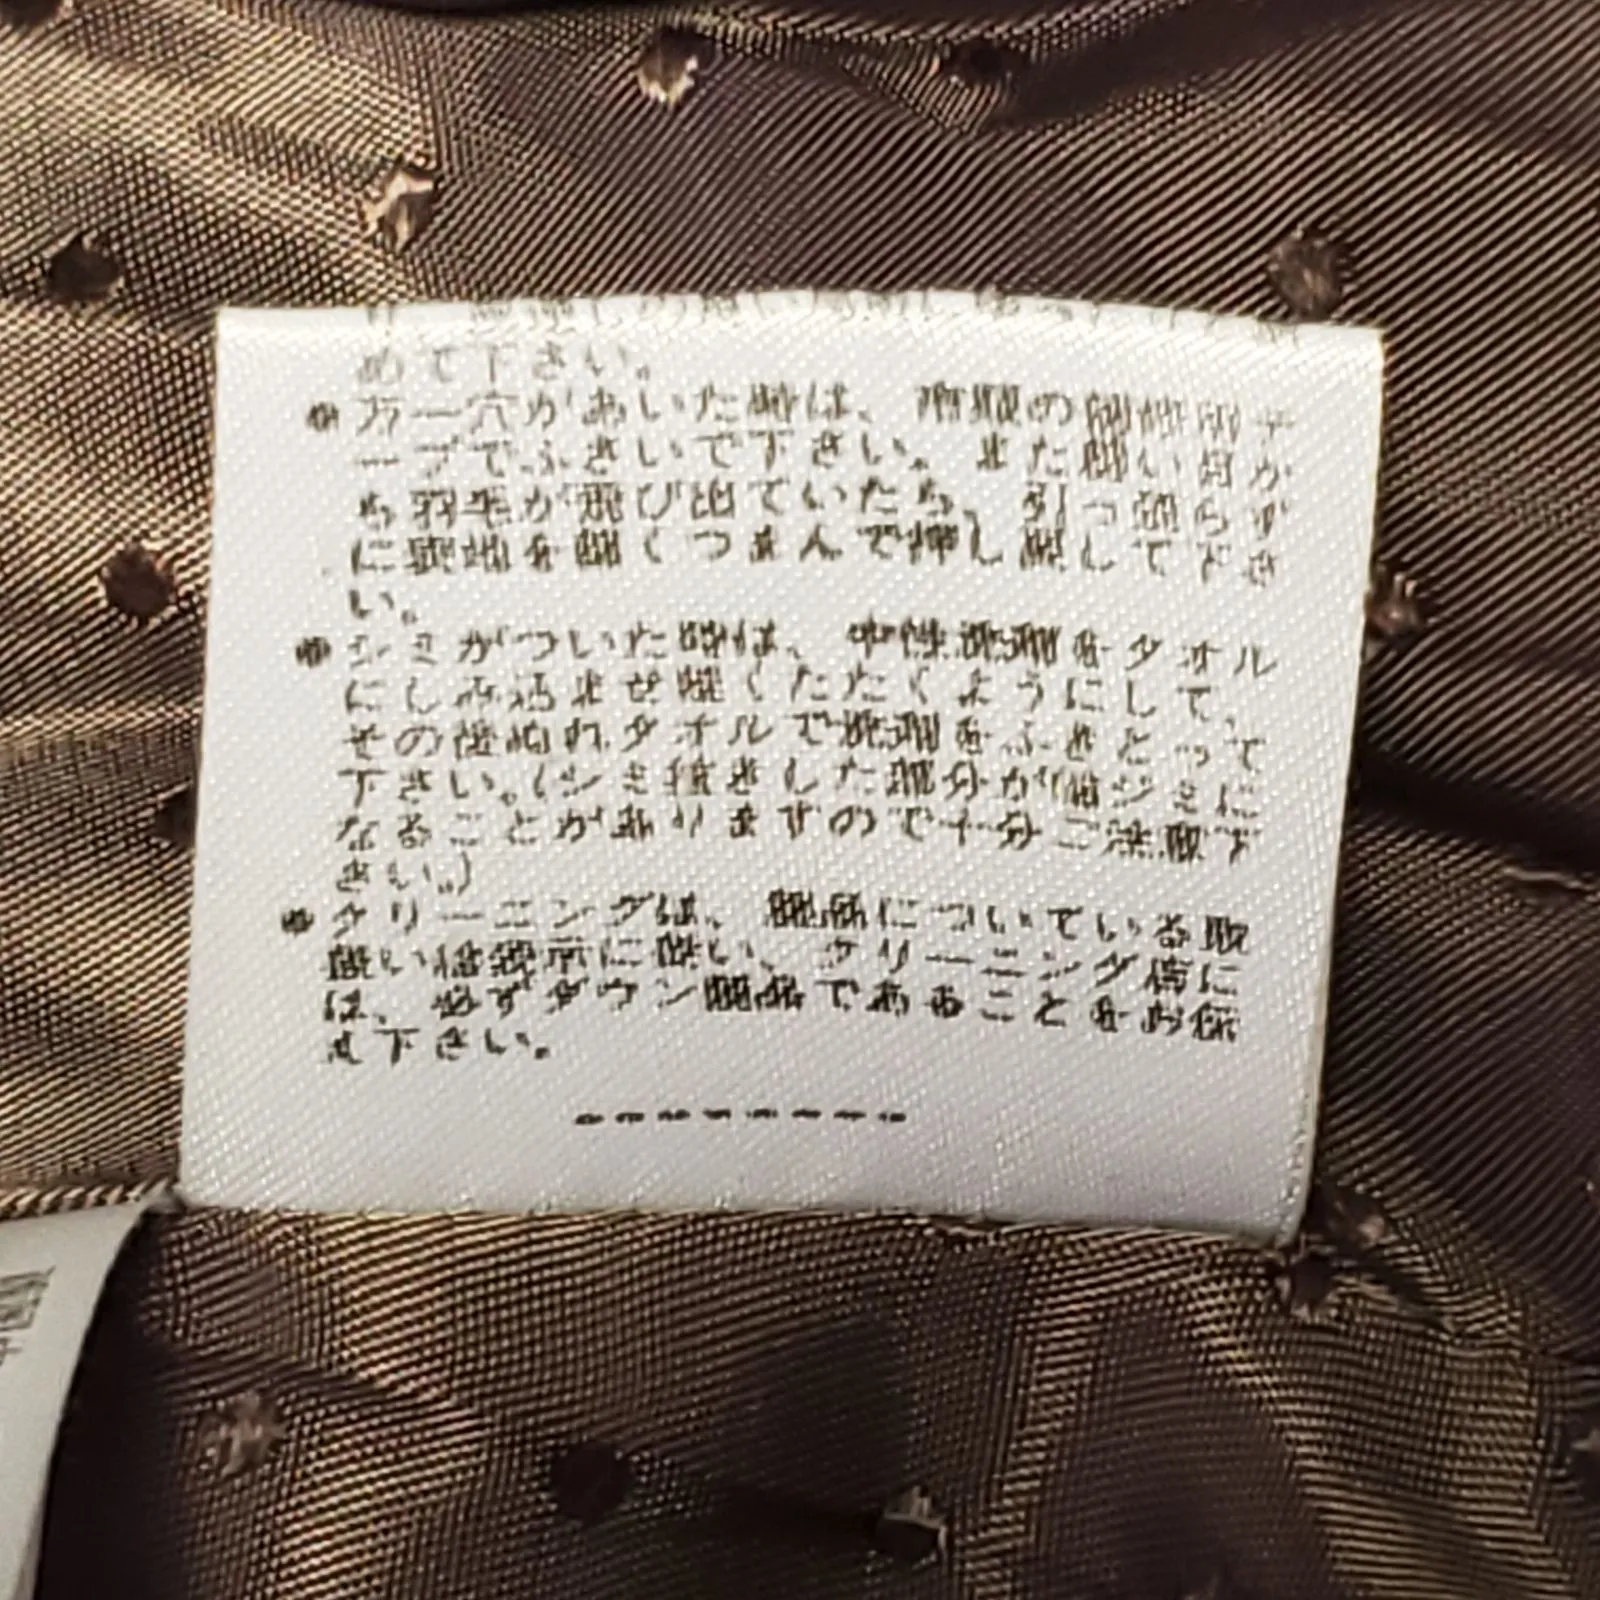 めて下さい。
●万一穴があいた時は、市販の補修用テ
ープでふさいで下さい。また縫い目か
ら羽毛が飛び出ていたら、引っ張らず
に裏地を軽くつまんで押し戻して下さ
い。
●シミがついた時は、中性洗剤をタオル
にしみ込ませ軽くたたくようにして、
その後ぬれタオルで洗剤をふきとって
下さい。(シミ抜きした部分が輪ジミに
なることがありますので十分ご注意下
さい。)
●クリーニングは、製品についている取
扱い絵表示に従い、クリーニング店に
は、必ずダウン製品であることをお伝
え下さい。
--------